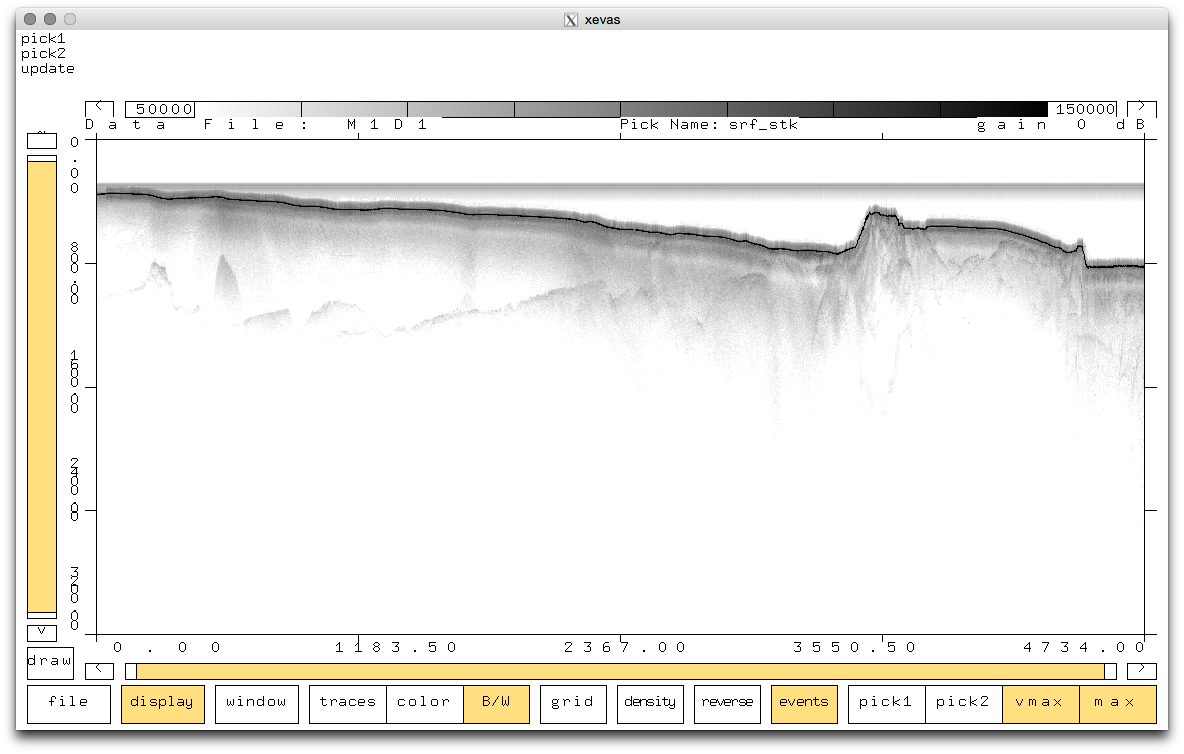 xevas
pick1
pick2
update
< 50000 150000 >
Data File: M1D1 Pick Name: srf_stk gain 0 dB
0.00
800.00
1600.00
2400.00
3200.00
0.00 1183.50 2367.00 3550.50 4734.00
draw < >
file display window traces color B/W grid density reverse events pick1 pick2 vmax max